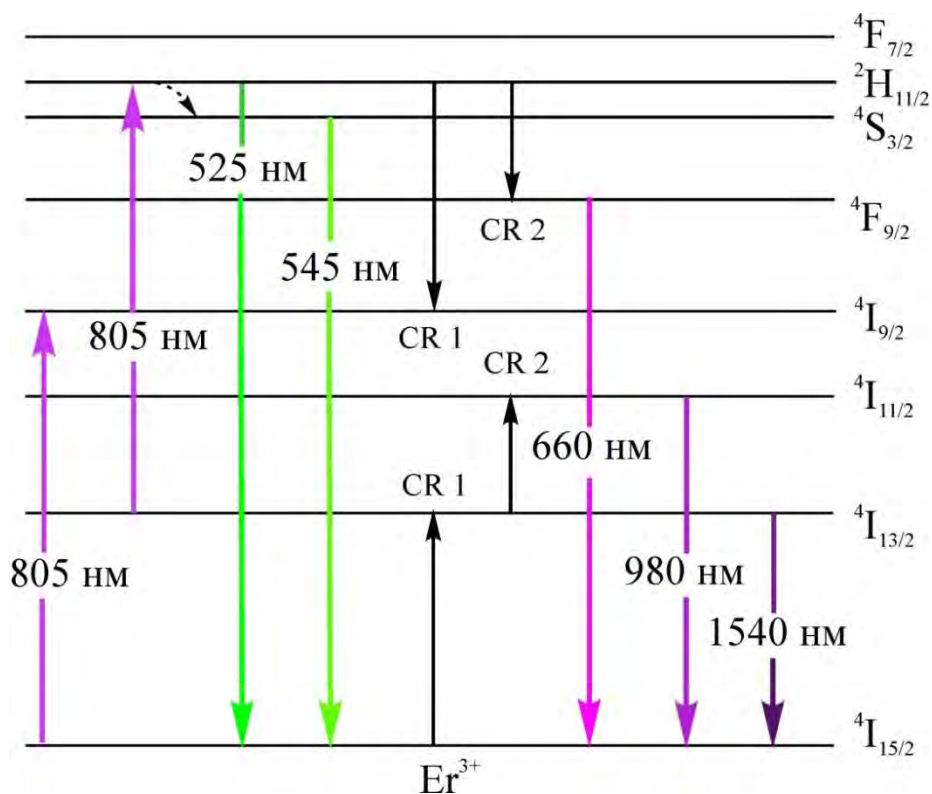 ⁴F₇/₂
²H₁₁/₂
⁴S₃/₂
525 нм
⁴F₉/₂
CR 2
545 нм
⁴I₉/₂
805 нм
CR 1
CR 2
⁴I₁₁/₂
660 нм
CR 1
⁴I₁₃/₂
805 нм
980 нм
1540 нм
⁴I₁₅/₂
Er³⁺